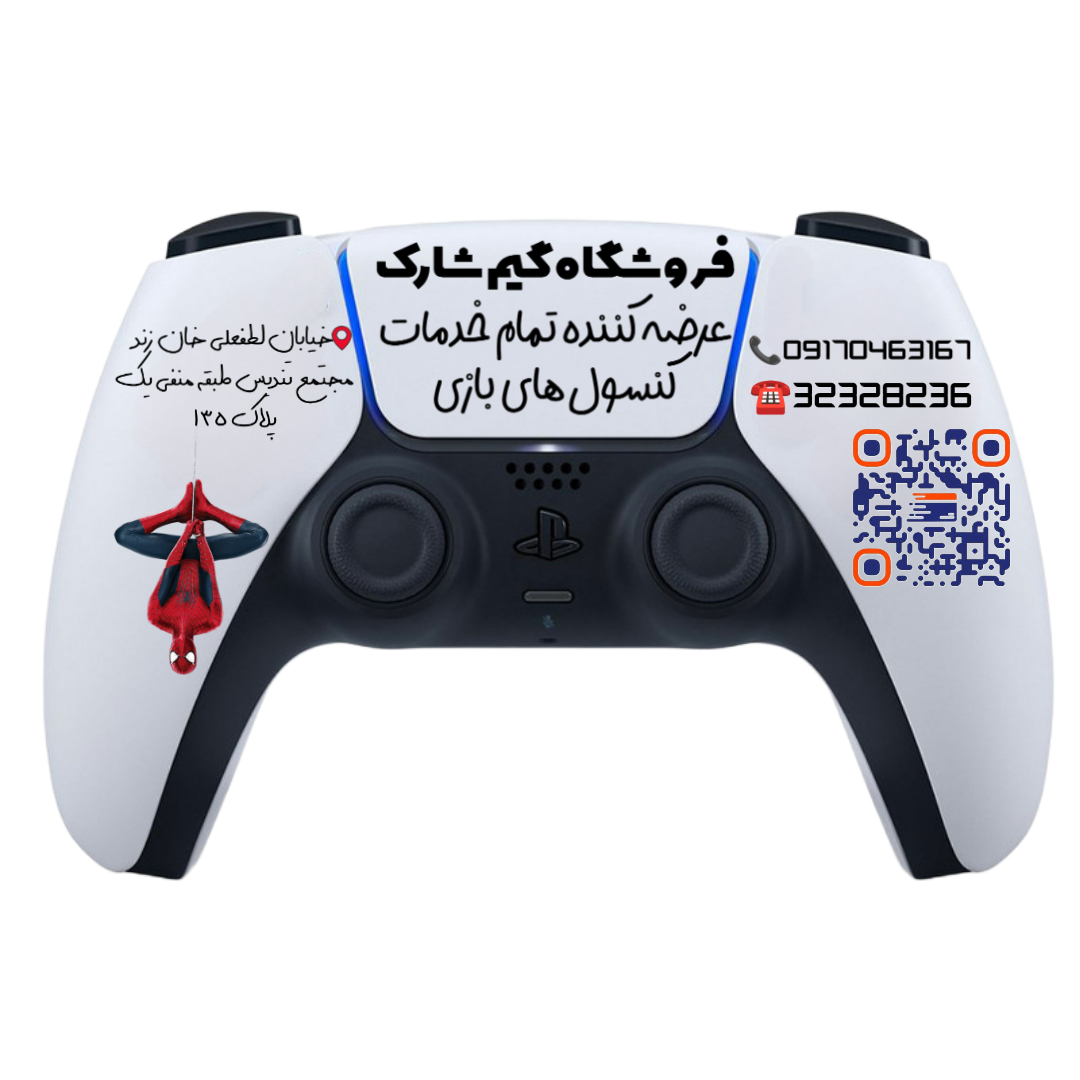 فروشگاه گیم شارک
عرضه کننده تمام خدمات
کنسول های بازی
خیابان لطفعلی خان زند
مجتمع تندیس طبقه منفی یک
پلاک ۱۳۵
09170463167
32328236